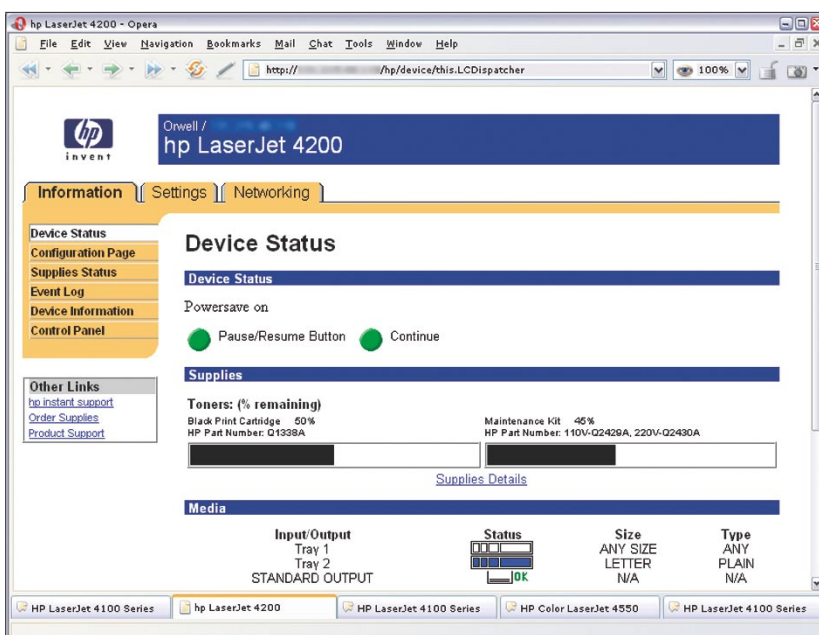 hp LaserJet 4200 - Opera
File Edit View Navigation Bookmarks Mail Chat Tools Window Help
http:// /hp/device/this.LCDispatcher 100%
hp
invent
Orwell /
hp LaserJet 4200
Information Settings Networking
Device Status
Configuration Page
Supplies Status
Event Log
Device Information
Control Panel
Other Links
hp instant support
Order Supplies
Product Support
Device Status
Device Status
Powersave on
Pause/Resume Button Continue
Supplies
Toners: (% remaining)
Black Print Cartridge 50% Maintenance Kit 45%
HP Part Number: Q1338A HP Part Number: 110V-Q2429A, 220V-Q2430A
Supplies Details
Media
Input/Output Status Size Type
Tray 1 ANY SIZE ANY
Tray 2 LETTER PLAIN
STANDARD OUTPUT OK N/A N/A
HP LaserJet 4100 Series hp LaserJet 4200 HP LaserJet 4100 Series HP Color LaserJet 4550 HP LaserJet 4100 Series